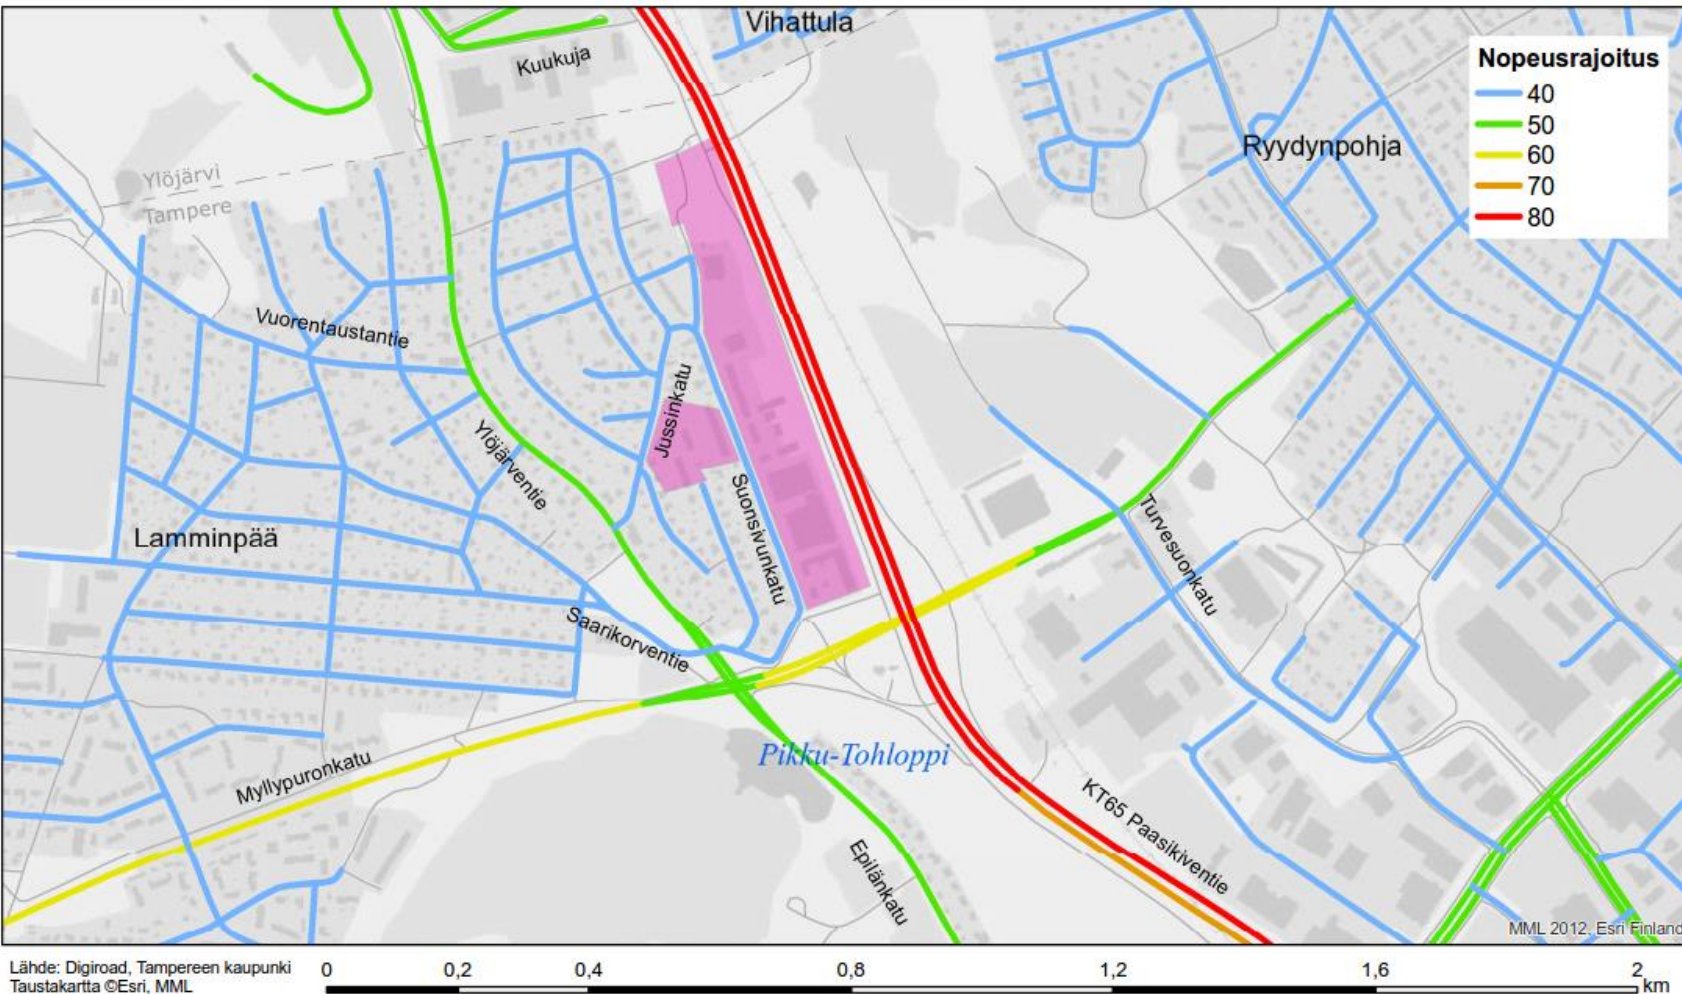 Vihattula
Kuukuja
Nopeusrajoitus
40
50
60
70
80
Ryydynpohja
Ylöjärvi
Tampere
Vuorentaustantie
Jussinkatu
Ylöjärventie
Suonsivunkatu
Turvesuonkatu
Lamminpää
Saarikorventie
Pikku-Tohloppi
Myllypuronkatu
KT65 Paasikiventie
Epilänkatu
MML 2012, Esri Finland
Lähde: Digiroad, Tampereen kaupunki
Taustakartta ©Esri, MML
0 0,2 0,4 0,8 1,2 1,6 2
km